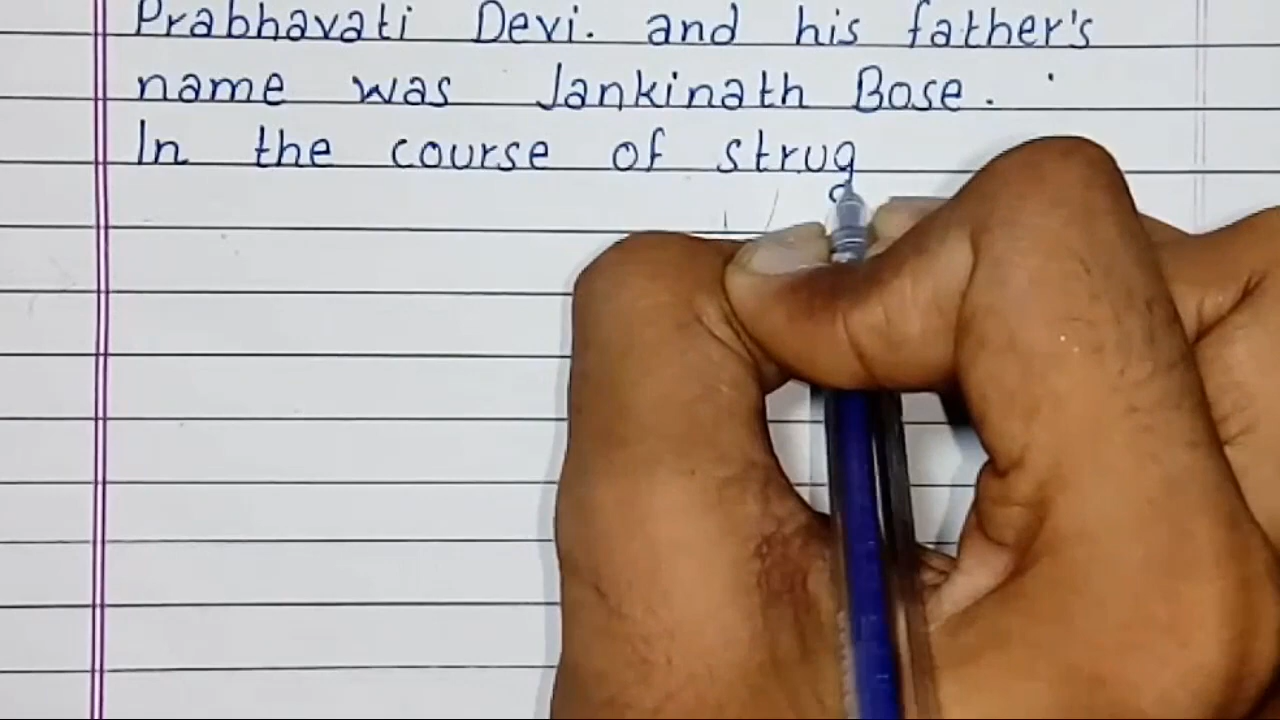 Prabhavati Devi. and his father's
name was Jankinath Bose.
In the course of strug